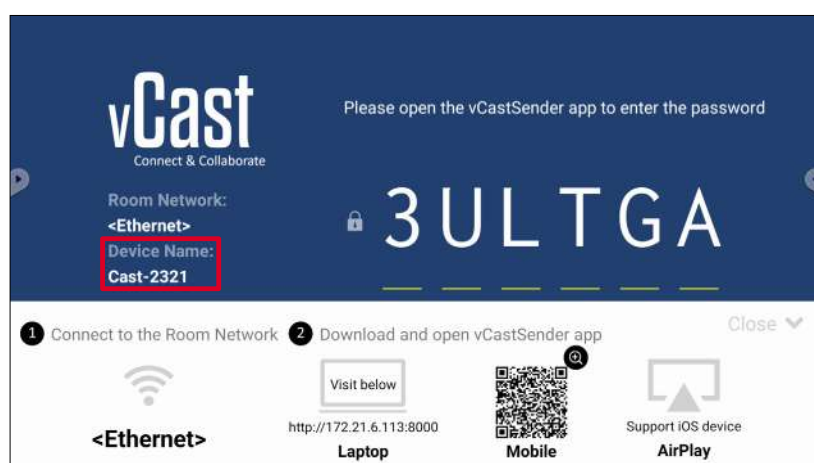 vCast
Connect & Collaborate
Please open the vCastSender app to enter the password
Room Network:
<Ethernet>
Device Name:
Cast-2321
3ULTGA
1 Connect to the Room Network
2 Download and open vCastSender app
Close
Visit below
http://172.21.6.113:8000
Laptop
Mobile
Support iOS device
AirPlay
<Ethernet>